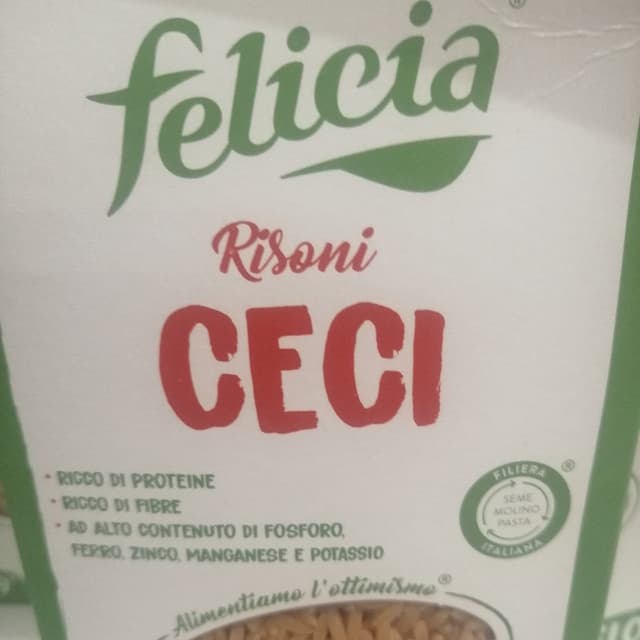 felicia®
Risoni
CECI
• RICCO DI PROTEINE
• RICCO DI FIBRE
• AD ALTO CONTENUTO DI FOSFORO,
FERRO, ZINCO, MANGANESE E POTASSIO
FILIERA ®
SEME
MOLINO
PASTA
ITALIANA
Alimentiamo l'ottimismo®